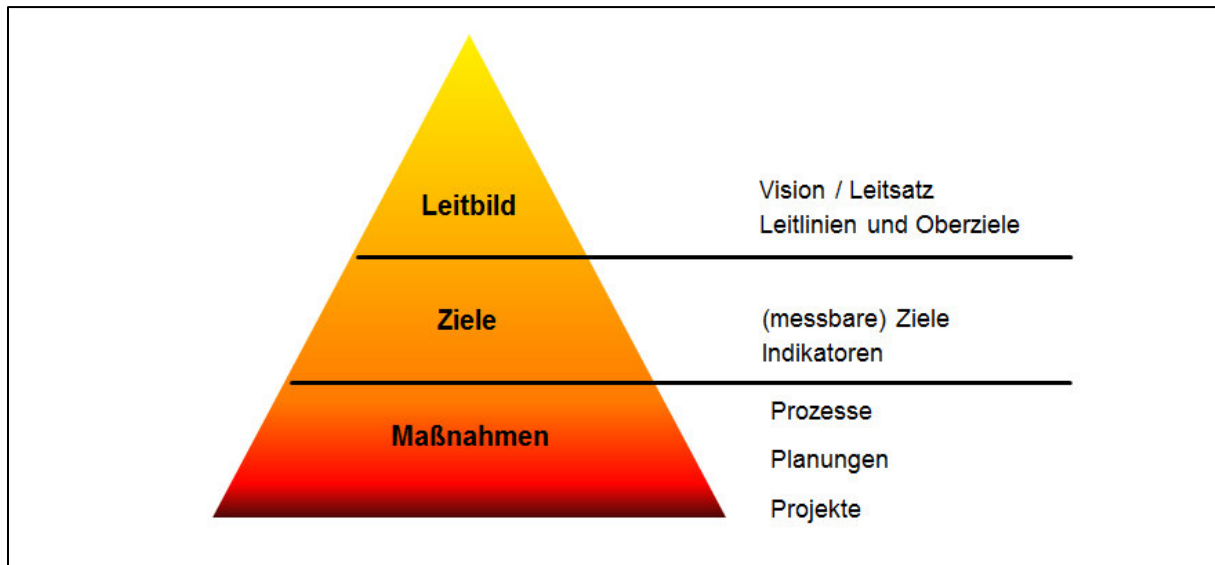 Leitbild
Vision / Leitsatz
Leitlinien und Oberziele
Ziele
(messbare) Ziele
Indikatoren
Maßnahmen
Prozesse
Planungen
Projekte